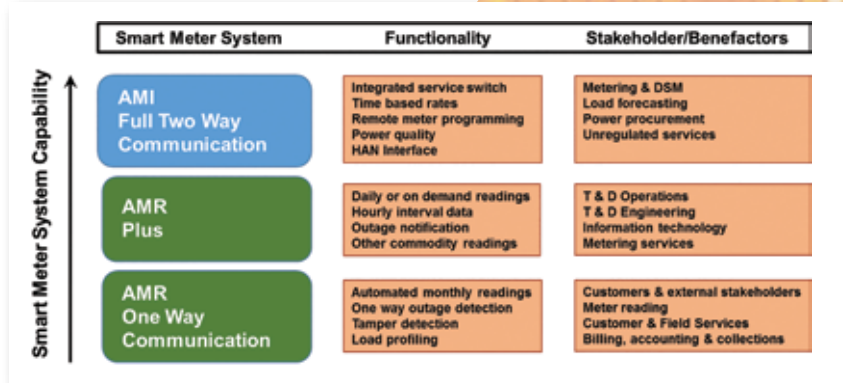 Smart Meter System
Functionality
Stakeholder/Benefactors
Smart Meter System Capability
AMI
Full Two Way
Communication
Integrated service switch
Time based rates
Remote meter programming
Power quality
HAN Interface
Metering & DSM
Load forecasting
Power procurement
Unregulated services
AMR
Plus
Daily or on demand readings
Hourly interval data
Outage notification
Other commodity readings
T & D Operations
T & D Engineering
Information technology
Metering services
AMR
One Way
Communication
Automated monthly readings
One way outage detection
Tamper detection
Load profiling
Customers & external stakeholders
Meter reading
Customer & Field Services
Billing, accounting & collections